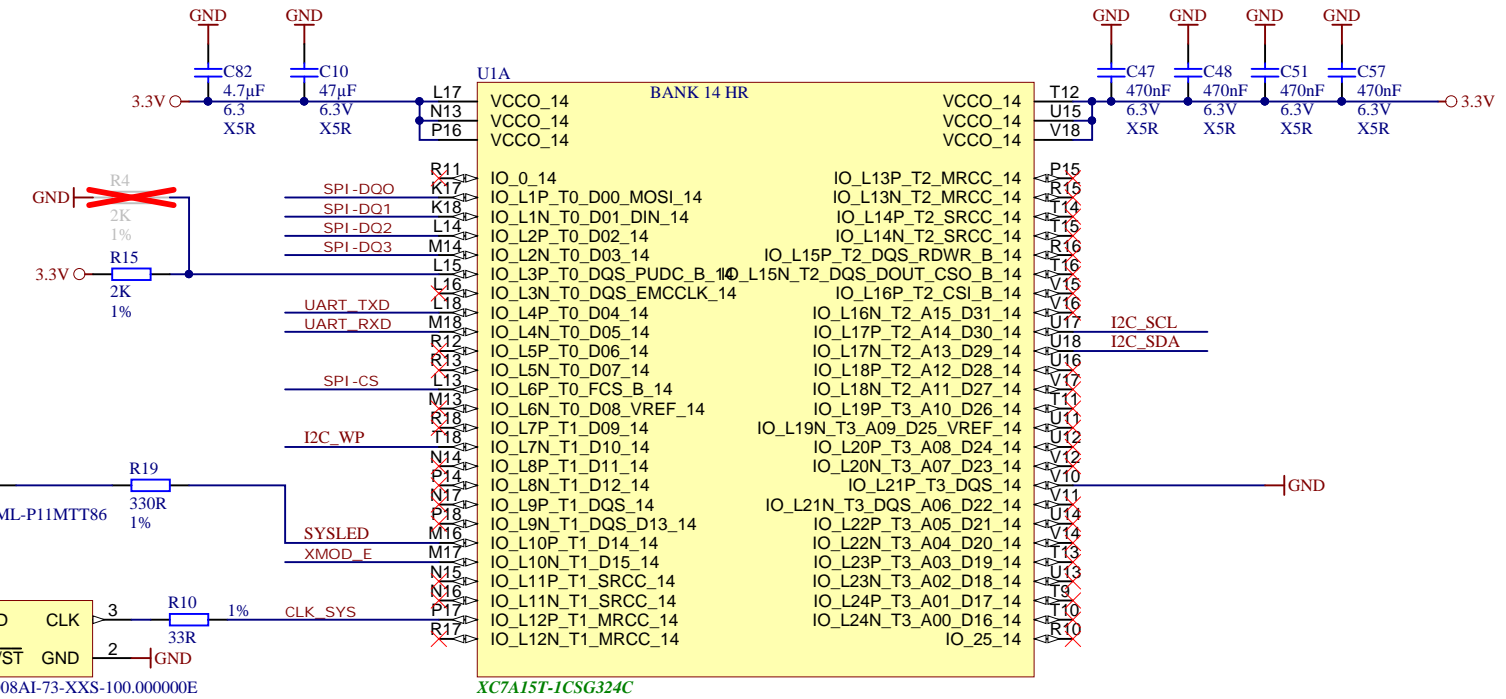 GND GND GND GND GND GND
C82 C10 C47 C48 C51 C57
4.7µF 47µF 470nF 470nF 470nF 470nF
6.3 6.3V 6.3V 6.3V 6.3V 6.3V
X5R X5R X5R X5R X5R X5R
U1A
BANK 14 HR
3.3V L17 VCCO_14 VCCO_14 T12 3.3V
N13 VCCO_14 VCCO_14 U15
P16 VCCO_14 VCCO_14 V18
R11 IO_0_14 IO_L13P_T2_MRCC_14 P15
SPI-DQ0 K17 IO_L1P_T0_D00_MOSI_14 IO_L13N_T2_MRCC_14 R15
SPI-DQ1 K18 IO_L1N_T0_D01_DIN_14 IO_L14P_T2_SRCC_14 T14
SPI-DQ2 L14 IO_L2P_T0_D02_14 IO_L14N_T2_SRCC_14 T15
SPI-DQ3 M14 IO_L2N_T0_D03_14 IO_L15P_T2_DQS_RDWR_B_14 R16
L15 IO_L3P_T0_DQS_PUDC_B_14 IO_L15N_T2_DQS_DOUT_CSO_B_14 T16
L16 IO_L3N_T0_DQS_EMCCLK_14 IO_L16P_T2_CSI_B_14 V15
UART_TXD L18 IO_L4P_T0_D04_14 IO_L16N_T2_A15_D31_14 V16
UART_RXD M18 IO_L4N_T0_D05_14 IO_L17P_T2_A14_D30_14 U17 I2C_SCL
R12 IO_L5P_T0_D06_14 IO_L17N_T2_A13_D29_14 U18 I2C_SDA
R13 IO_L5N_T0_D07_14 IO_L18P_T2_A12_D28_14 U16
SPI-CS L13 IO_L6P_T0_FCS_B_14 IO_L18N_T2_A11_D27_14 V17
M13 IO_L6N_T0_D08_VREF_14 IO_L19P_T3_A10_D26_14 T11
R18 IO_L7P_T1_D09_14 IO_L19N_T3_A09_D25_VREF_14 U11
I2C_WP T18 IO_L7N_T1_D10_14 IO_L20P_T3_A08_D24_14 U12
N14 IO_L8P_T1_D11_14 IO_L20N_T3_A07_D23_14 V12
P14 IO_L8N_T1_D12_14 IO_L21P_T3_DQS_14 V10 GND
N17 IO_L9P_T1_DQS_14 IO_L21N_T3_DQS_A06_D22_14 V11
P18 IO_L9N_T1_DQS_D13_14 IO_L22P_T3_A05_D21_14 U14
SYSLED M16 IO_L10P_T1_D14_14 IO_L22N_T3_A04_D20_14 V14
XMOD_E M17 IO_L10N_T1_D15_14 IO_L23P_T3_A03_D19_14 T13
N15 IO_L11P_T1_SRCC_14 IO_L23N_T3_A02_D18_14 U13
N16 IO_L11N_T1_SRCC_14 IO_L24P_T3_A01_D17_14 T9
CLK_SYS P17 IO_L12P_T1_MRCC_14 IO_L24N_T3_A00_D16_14 T10
R17 IO_L12N_T1_MRCC_14 IO_25_14 R10
XC7A15T-1CSG324C
R4
GND
2K
1%
R15
3.3V
2K
1%
R19
330R
1%
ML-P11MTT86
R10
1%
33R
D CLK 3
/ST GND 2 GND
08AI-73-XXS-100.000000E